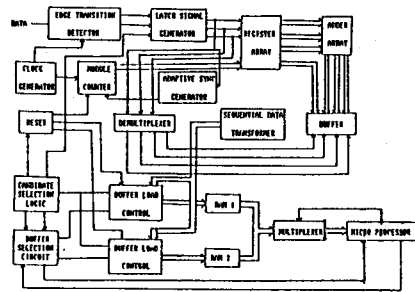 DATA
EDGE TRANSITION
DETECTOR
LATER SIGNAL
GENERATOR
REGISTER
ARRAY
ADDER
ARRAY
CLOCK
GENERATOR
MODULE
COUNTER
ADAPTIVE SYNC
GENERATOR
SEQUENTIAL DATA
TRANSFORMER
RESET
DEMULTIPLEXER
BUFFER
CANDIDATE
SELECTION
LOGIC
BUFFER LOAD
CONTROL
RAM 1
BUFFER
SELECTION
CIRCUIT
BUFFER LOAD
CONTROL
RAM 2
MULTIPLEXER
MICRO PROCESSOR